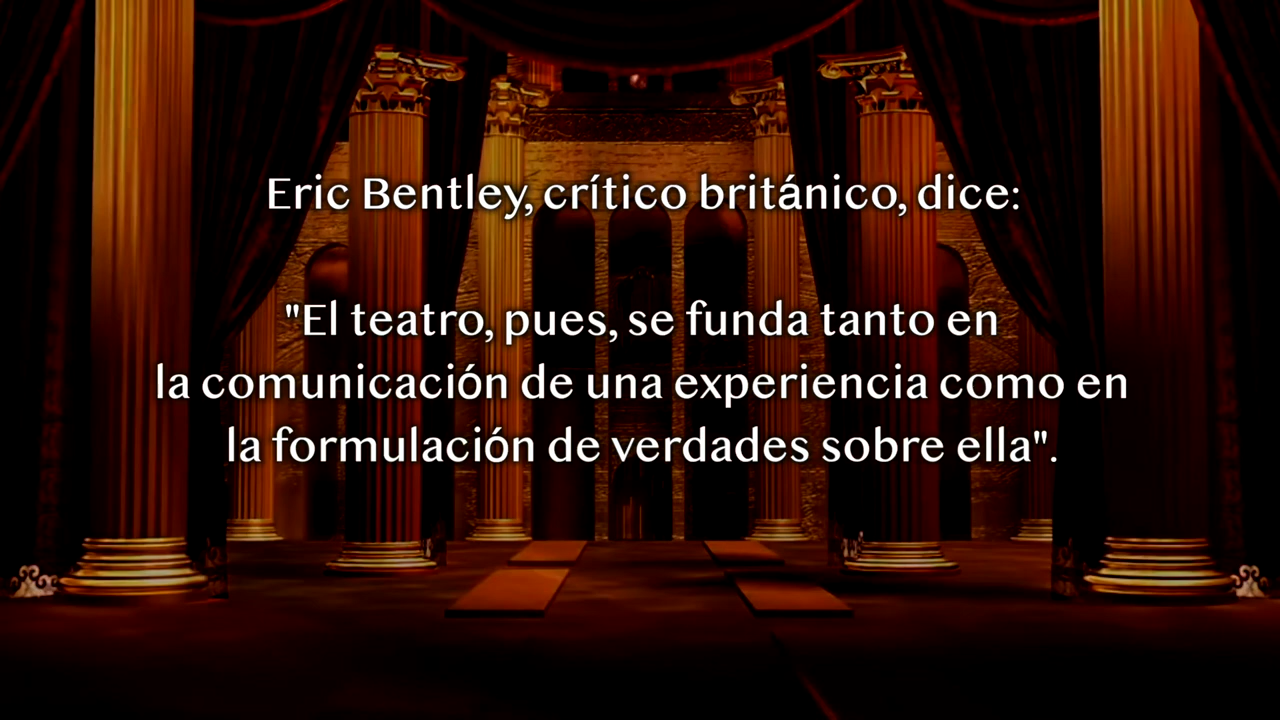 Eric Bentley, crítico británico, dice:
"El teatro, pues, se funda tanto en
la comunicación de una experiencia como en
la formulación de verdades sobre ella".